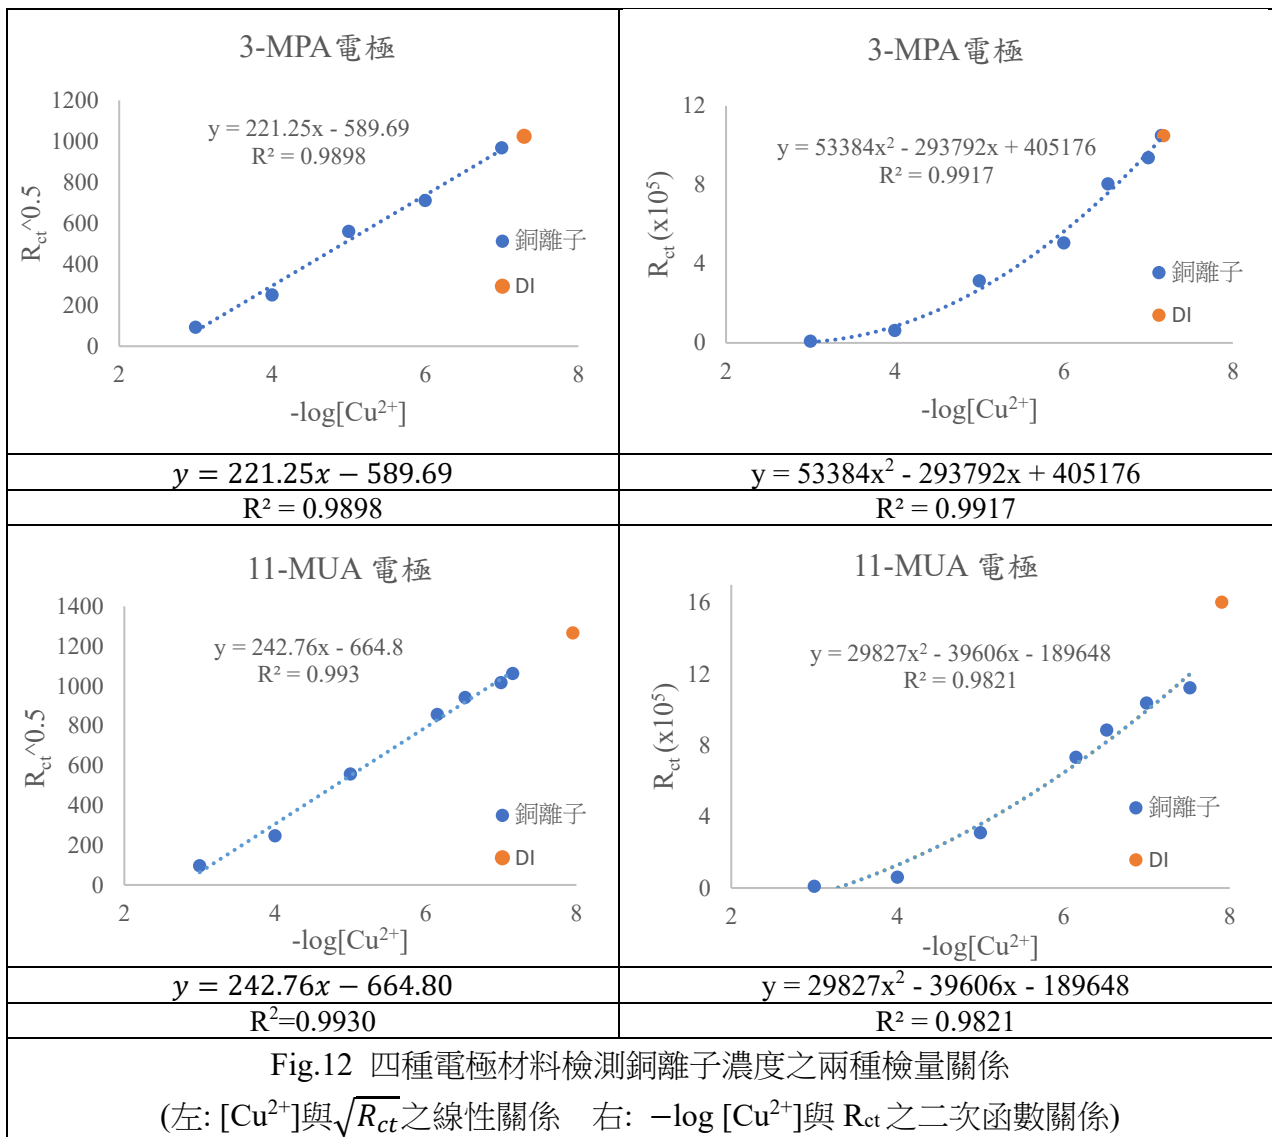 3-MPA電極
1200
1000
800
600
400
200
0
y = 221.25x - 589.69
R² = 0.9898
銅離子
DI
2 4 6 8
R_ct^0.5
-log[Cu²⁺]
3-MPA電極
12
8
4
0
y = 53384x² - 293792x + 405176
R² = 0.9917
銅離子
DI
2 4 6 8
R_ct (x10⁵)
-log[Cu²⁺]
y = 221.25x − 589.69
y = 53384x² - 293792x + 405176
R² = 0.9898
R² = 0.9917
11-MUA 電極
1400
1200
1000
800
600
400
200
0
y = 242.76x - 664.8
R² = 0.993
銅離子
DI
2 4 6 8
R_ct^0.5
-log[Cu²⁺]
11-MUA 電極
16
12
8
4
0
y = 29827x² - 39606x - 189648
R² = 0.9821
銅離子
DI
2 4 6 8
R_ct (x10⁵)
-log[Cu²⁺]
y = 242.76x − 664.80
y = 29827x² - 39606x - 189648
R²=0.9930
R² = 0.9821
Fig.12 四種電極材料檢測銅離子濃度之兩種檢量關係
(左: [Cu²⁺]與√R_ct之線性關係 右: −log [Cu²⁺]與 R_ct 之二次函數關係)